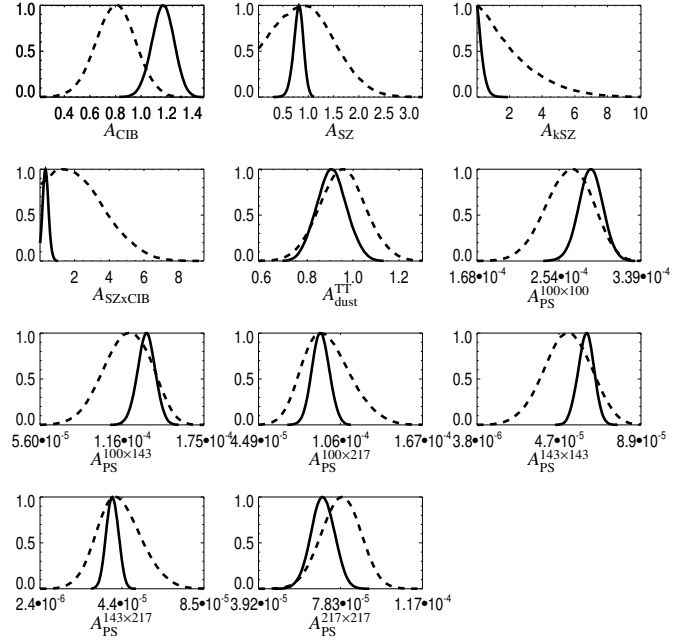 1.0 1.0 1.0
0.5 0.5 0.5
0.0 0.0 0.0
0.4 0.6 0.8 1.0 1.2 1.4 0.5 1.0 1.5 2.0 2.5 3.0 2 4 6 8 10
A_CIB A_SZ A_kSZ
1.0 1.0 1.0
0.5 0.5 0.5
0.0 0.0 0.0
0 2 4 6 8 0.6 0.8 1.0 1.2 1.68•10^-4 2.54•10^-4 3.39•10^-4
A_SZxCIB A_dust^TT A_PS^100×100
1.0 1.0 1.0
0.5 0.5 0.5
0.0 0.0 0.0
5.60•10^-5 1.16•10^-4 1.75•10^-4 4.49•10^-5 1.06•10^-4 1.67•10^-4 3.8•10^-6 4.7•10^-5 8.9•10^-5
A_PS^100×143 A_PS^100×217 A_PS^143×143
1.0 1.0
0.5 0.5
0.0 0.0
2.4•10^-6 4.4•10^-5 8.5•10^-5 3.92•10^-5 7.83•10^-5 1.17•10^-4
A_PS^143×217 A_PS^217×217